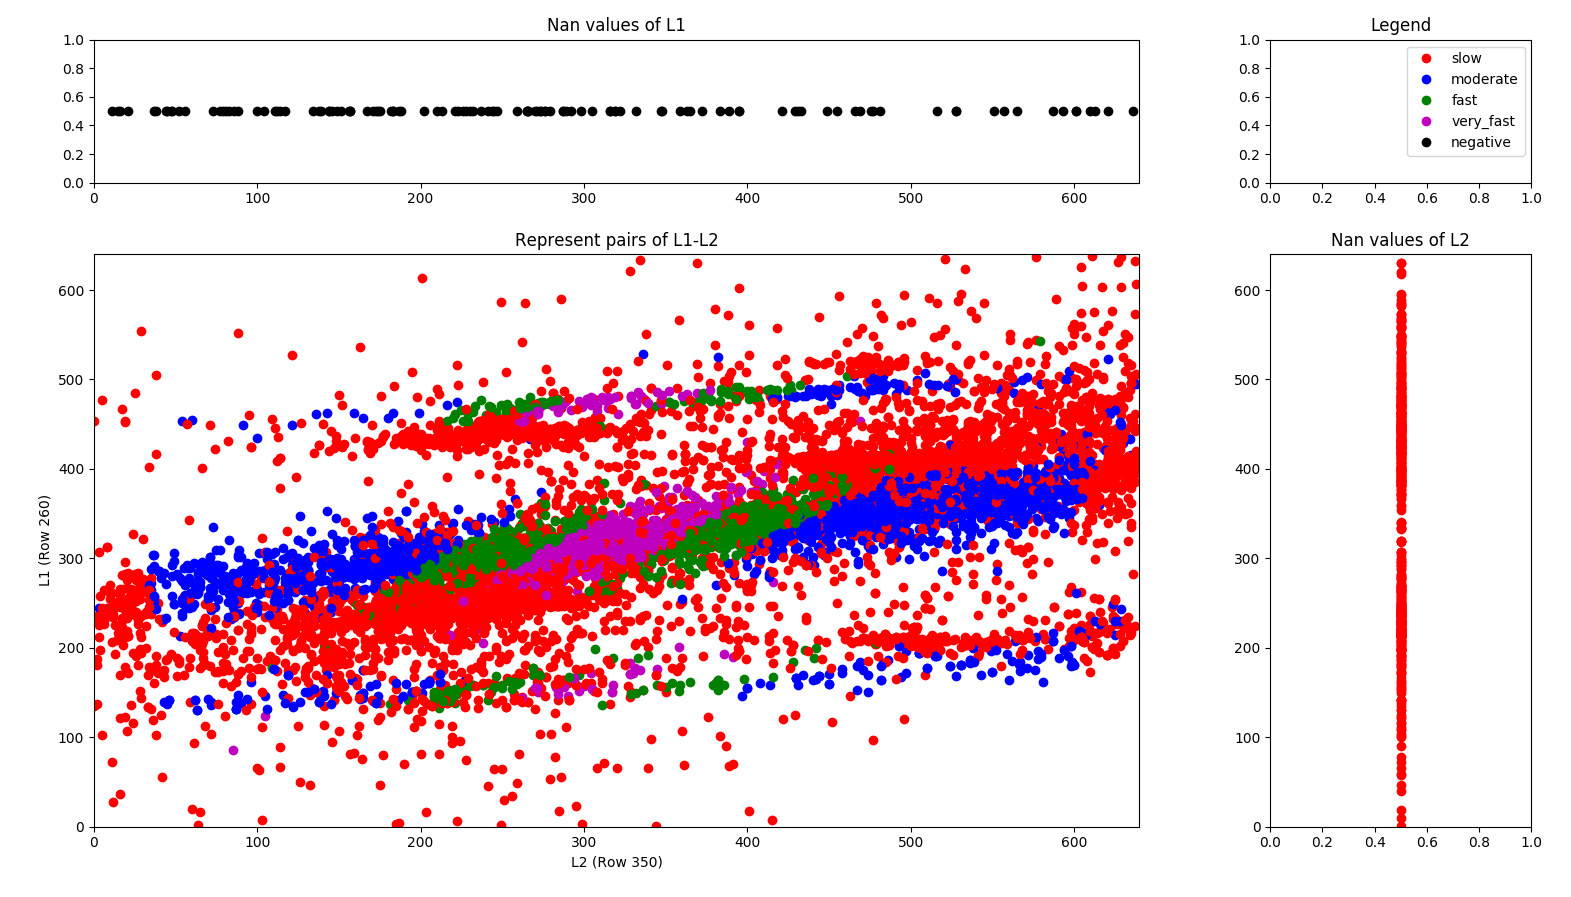 Nan values of L1
1.0
0.8
0.6
0.4
0.2
0.0
0 100 200 300 400 500 600
Legend
1.0
0.8
0.6
0.4
0.2
0.0
0.0 0.2 0.4 0.6 0.8 1.0
slow
moderate
fast
very_fast
negative
Represent pairs of L1-L2
L1 (Row 260)
600
500
400
300
200
100
0
0 100 200 300 400 500 600
L2 (Row 350)
Nan values of L2
600
500
400
300
200
100
0
0.0 0.2 0.4 0.6 0.8 1.0